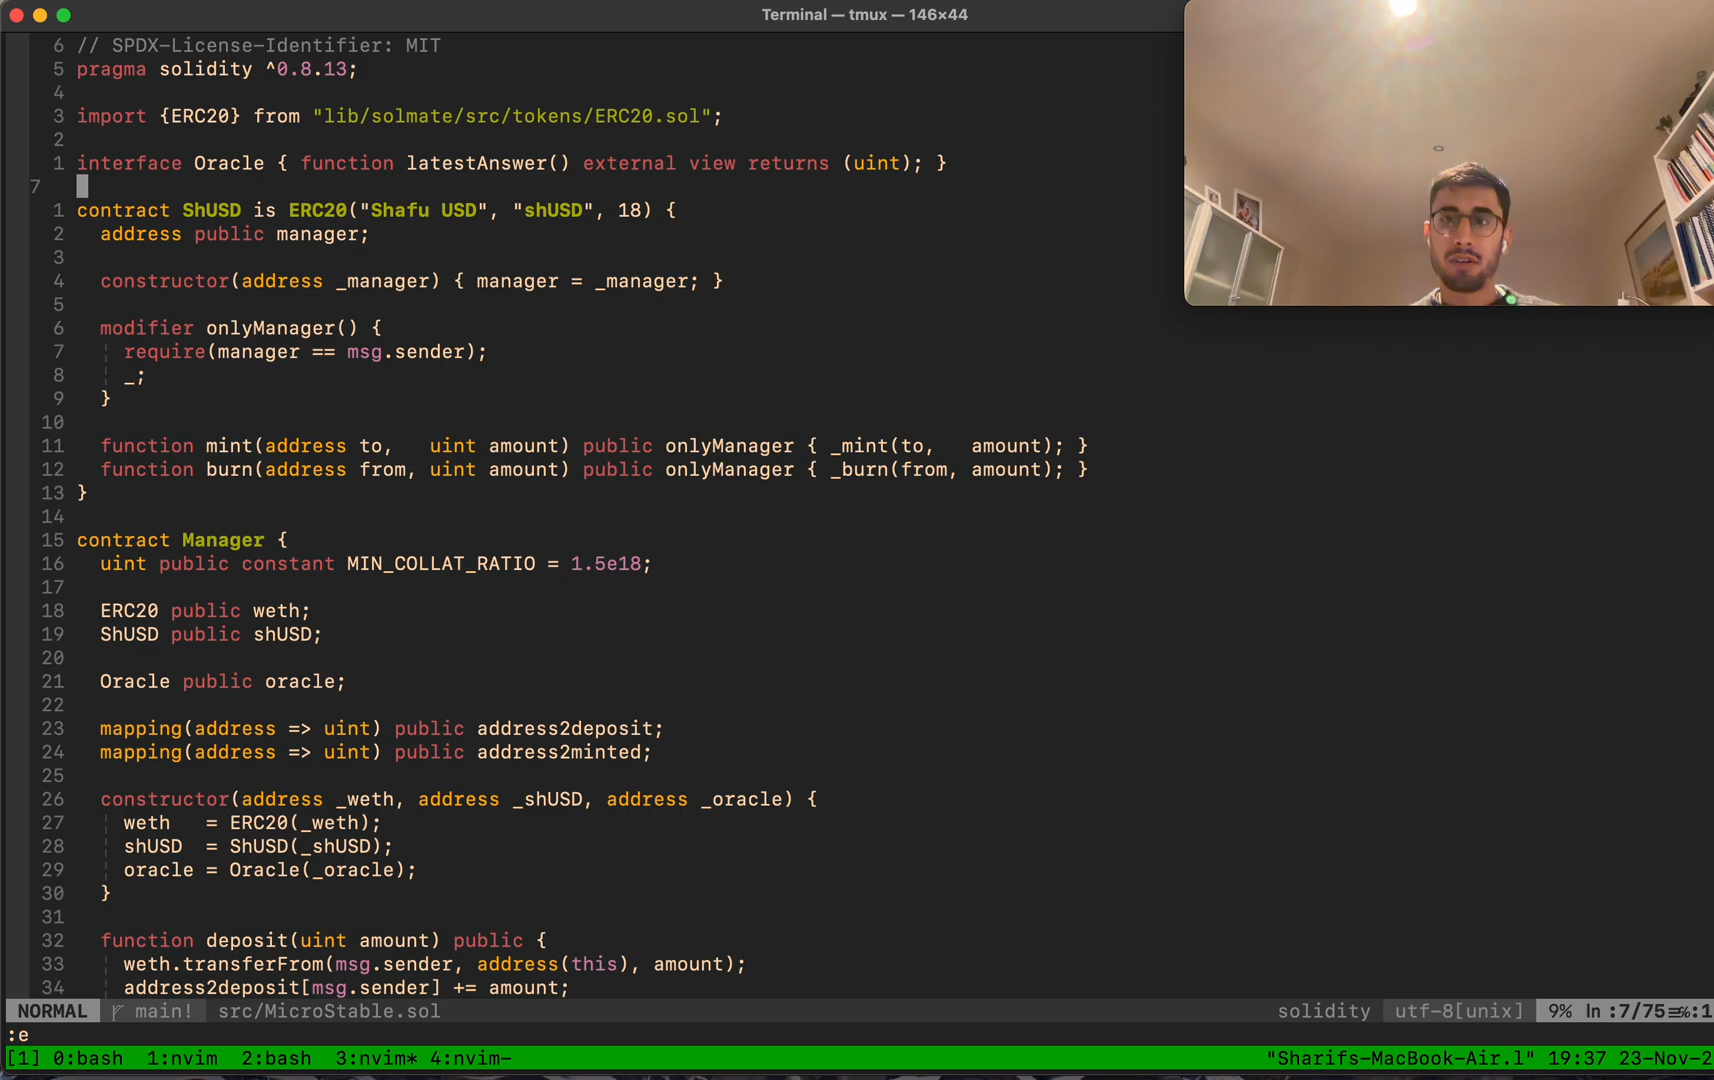 Terminal — tmux — 146×44
6 // SPDX-License-Identifier: MIT
5 pragma solidity ^0.8.13;
4
3 import {ERC20} from "lib/solmate/src/tokens/ERC20.sol";
2
1 interface Oracle { function latestAnswer() external view returns (uint); }
7
1 contract ShUSD is ERC20("Shafu USD", "shUSD", 18) {
2   address public manager;
3
4   constructor(address _manager) { manager = _manager; }
5
6   modifier onlyManager() {
7     require(manager == msg.sender);
8     _;
9   }
10
11   function mint(address to,   uint amount) public onlyManager { _mint(to,   amount); }
12   function burn(address from, uint amount) public onlyManager { _burn(from, amount); }
13 }
14
15 contract Manager {
16   uint public constant MIN_COLLAT_RATIO = 1.5e18;
17
18   ERC20 public weth;
19   ShUSD public shUSD;
20
21   Oracle public oracle;
22
23   mapping(address => uint) public address2deposit;
24   mapping(address => uint) public address2minted;
25
26   constructor(address _weth, address _shUSD, address _oracle) {
27     weth   = ERC20(_weth);
28     shUSD  = ShUSD(_shUSD);
29     oracle = Oracle(_oracle);
30   }
31
32   function deposit(uint amount) public {
33     weth.transferFrom(msg.sender, address(this), amount);
34     address2deposit[msg.sender] += amount;
NORMAL main! src/MicroStable.sol solidity utf-8[unix] 9% ln :7/75≡%:1
:e
[1] 0:bash  1:nvim  2:bash  3:nvim* 4:nvim- "Sharifs-MacBook-Air.l" 19:37 23-Nov-2